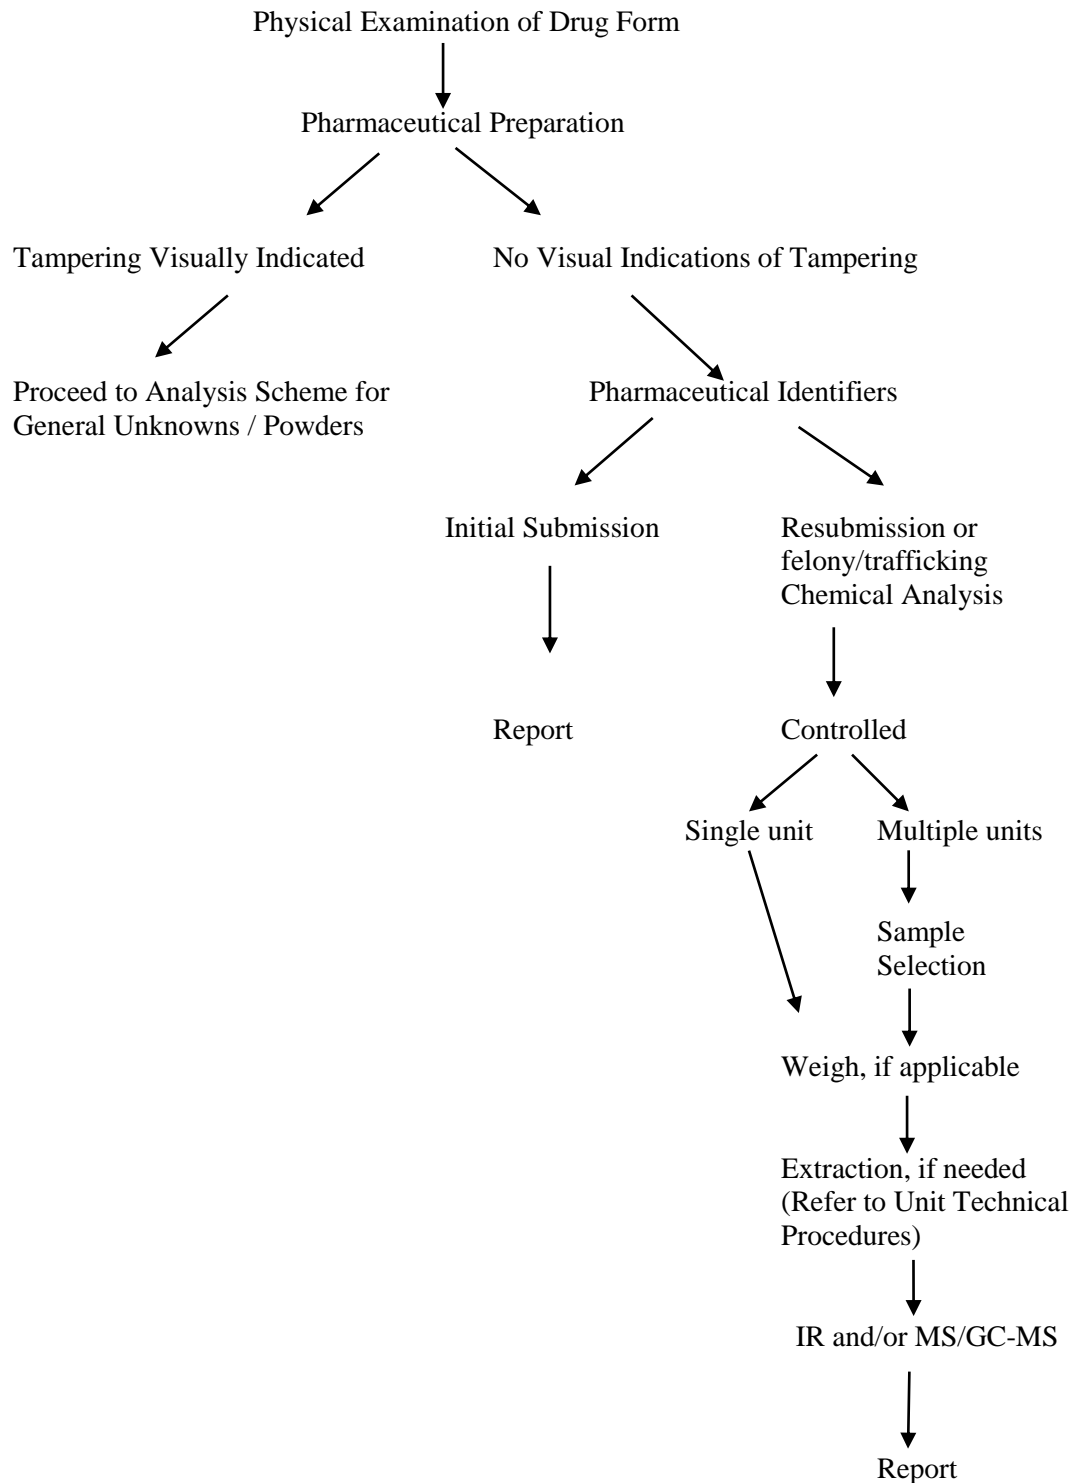 Physical Examination of Drug Form
Pharmaceutical Preparation
Tampering Visually Indicated
No Visual Indications of Tampering
Proceed to Analysis Scheme for
General Unknowns / Powders
Pharmaceutical Identifiers
Initial Submission
Resubmission or
felony/trafficking
Chemical Analysis
Report
Controlled
Single unit
Multiple units
Sample
Selection
Weigh, if applicable
Extraction, if needed
(Refer to Unit Technical
Procedures)
IR and/or MS/GC-MS
Report